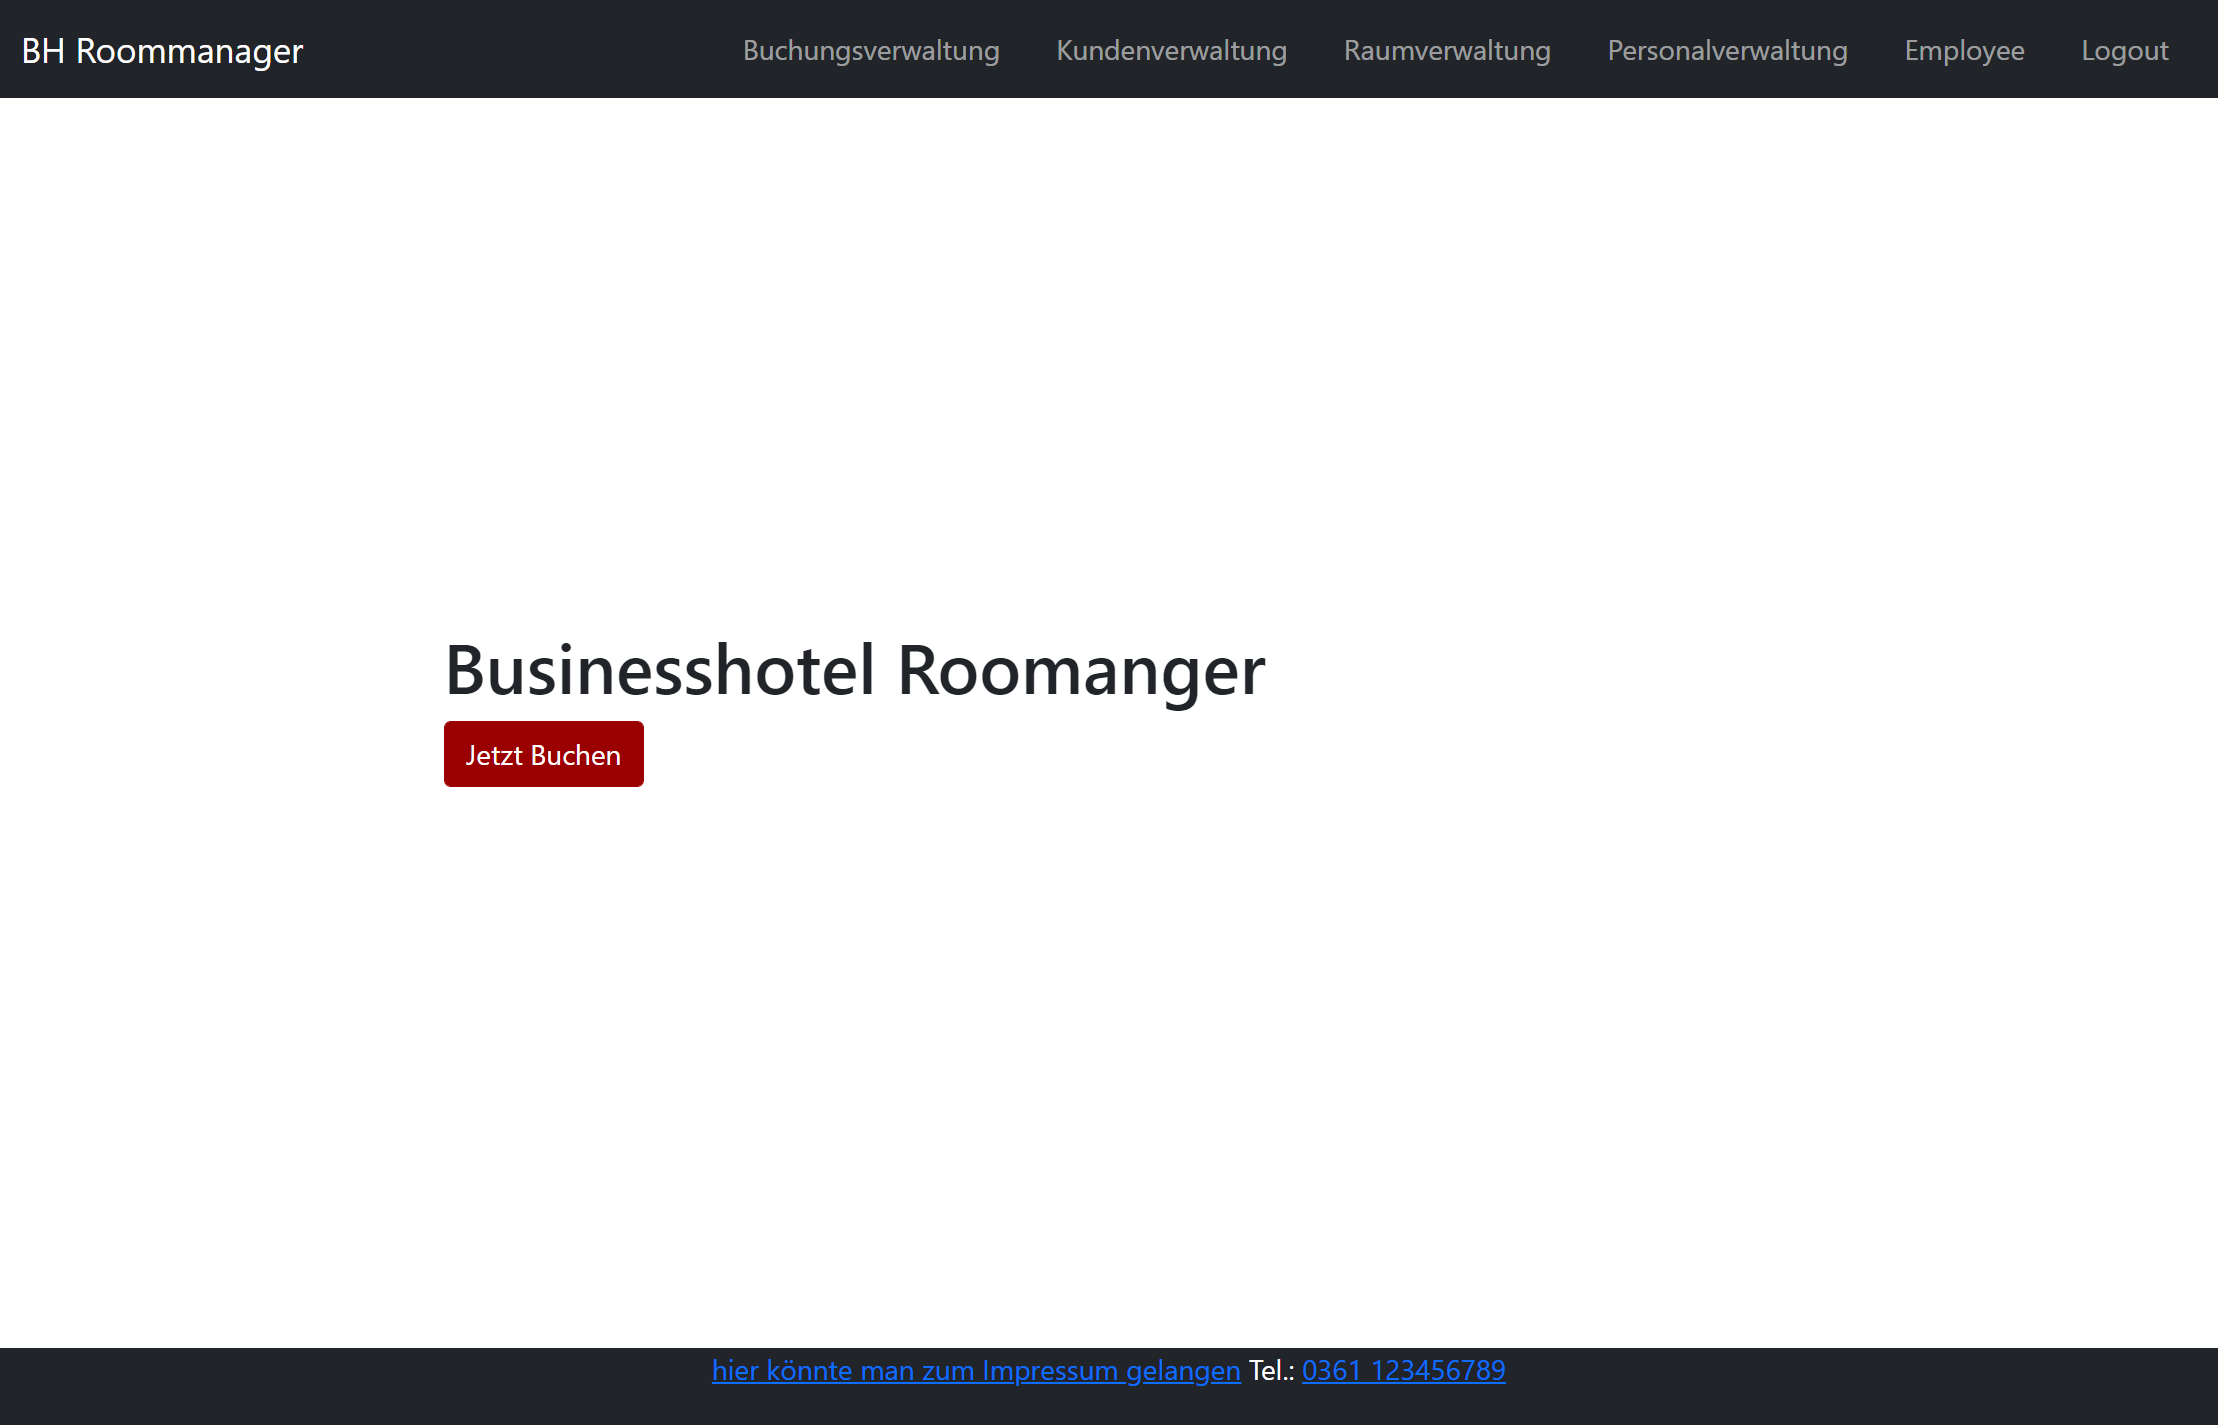 BH Roommanager Buchungsverwaltung Kundenverwaltung Raumverwaltung Personalverwaltung Employee Logout
Businesshotel Roomanger
Jetzt Buchen
hier könnte man zum Impressum gelangen Tel.: 0361 123456789